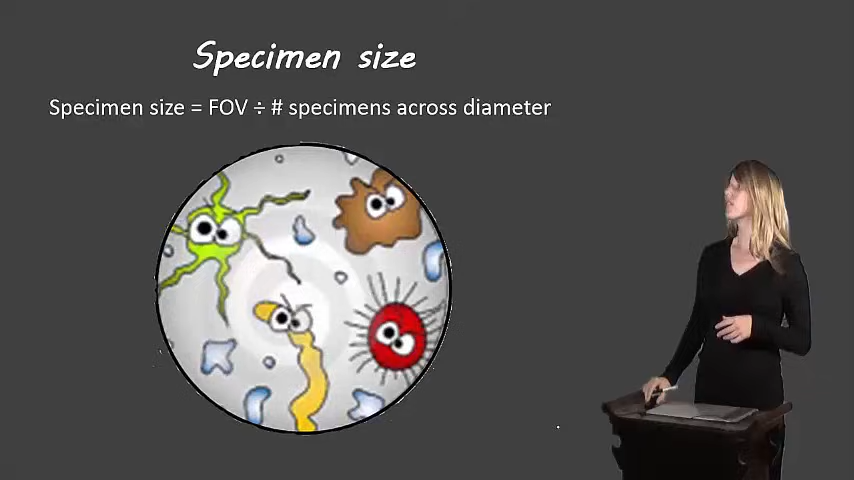 Specimen size
Specimen size = FOV ÷ # specimens across diameter